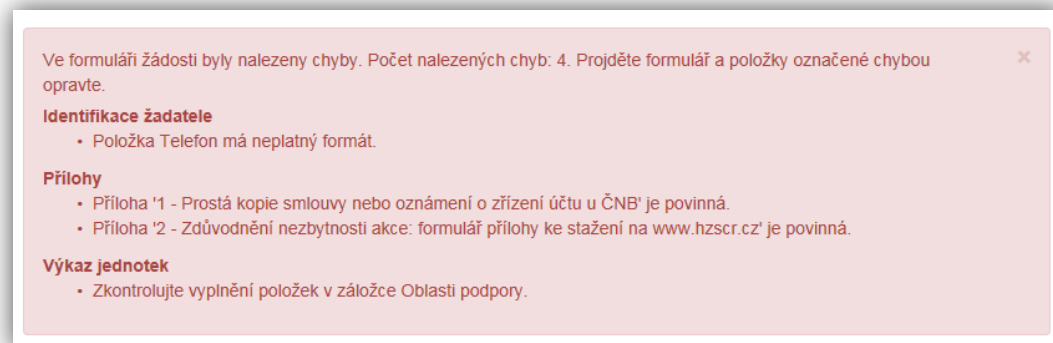 Ve formuláři žádosti byly nalezeny chyby. Počet nalezených chyb: 4. Projděte formulář a položky označené chybou
opravte.
Identifikace žadatele
• Položka Telefon má neplatný formát.
Přílohy
• Příloha '1 - Prostá kopie smlouvy nebo oznámení o zřízení účtu u ČNB' je povinná.
• Příloha '2 - Zdůvodnění nezbytnosti akce: formulář přílohy ke stažení na www.hzscr.cz' je povinná.
Výkaz jednotek
• Zkontrolujte vyplnění položek v záložce Oblasti podpory.